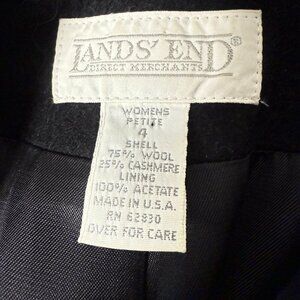 LANDS' END®
DIRECT MERCHANTS
WOMENS
PETITE
4
SHELL
75% WOOL
25% CASHMERE
LINING
100% ACETATE
MADE IN U.S.A.
RN 62830
OVER FOR CARE